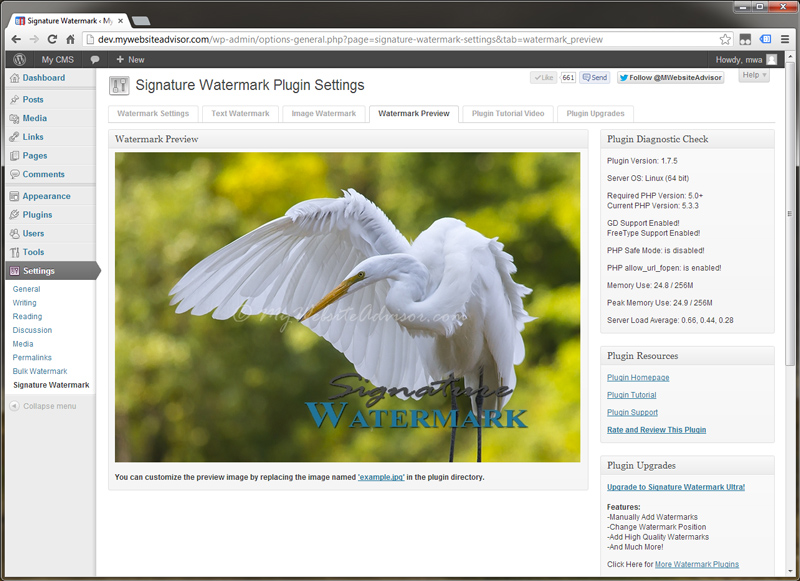 Signature Watermark ‹ My
dev.mywebsiteadvisor.com/wp-admin/options-general.php?page=signature-watermark-settings&tab=watermark_preview
My CMS
+ New
Howdy, mwa
Dashboard
Posts
Media
Links
Pages
Comments
Appearance
Plugins
Users
Tools
Settings
General
Writing
Reading
Discussion
Media
Permalinks
Bulk Watermark
Signature Watermark
Collapse menu
Signature Watermark Plugin Settings
Like 661 Send Follow @MWebsiteAdvisor Help
Watermark Settings Text Watermark Image Watermark Watermark Preview Plugin Tutorial Video Plugin Upgrades
Watermark Preview
© MyWebsiteAdvisor.com
Signature
WATERMARK
You can customize the preview image by replacing the image named 'example.jpg' in the plugin directory.
Plugin Diagnostic Check
Plugin Version: 1.7.5
Server OS: Linux (64 bit)
Required PHP Version: 5.0+
Current PHP Version: 5.3.3
GD Support Enabled!
FreeType Support Enabled!
PHP Safe Mode: is disabled!
PHP allow_url_fopen: is enabled!
Memory Use: 24.8 / 256M
Peak Memory Use: 24.9 / 256M
Server Load Average: 0.66, 0.44, 0.28
Plugin Resources
Plugin Homepage
Plugin Tutorial
Plugin Support
Rate and Review This Plugin
Plugin Upgrades
Upgrade to Signature Watermark Ultra!
Features:
-Manually Add Watermarks
-Change Watermark Position
-Add High Quality Watermarks
-And Much More!
Click Here for More Watermark Plugins